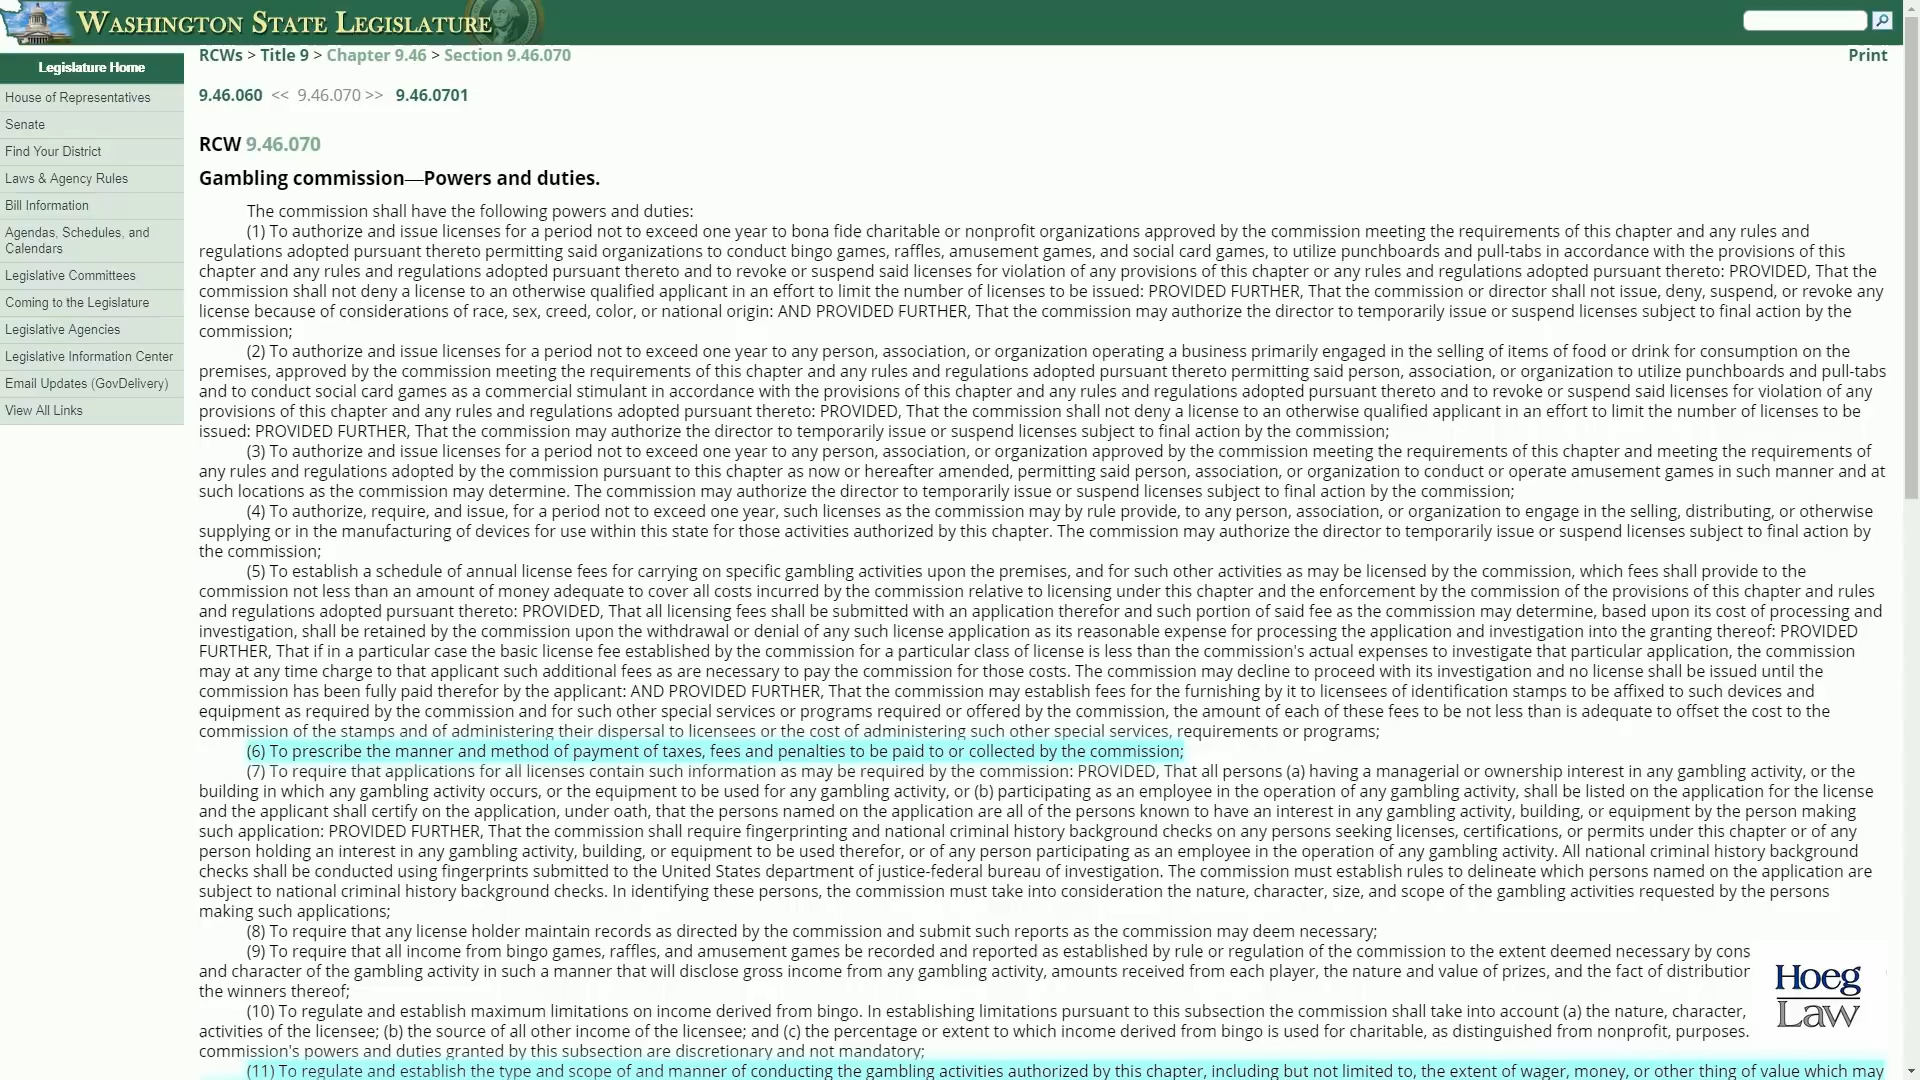 WASHINGTON STATE LEGISLATURE
Legislature Home
House of Representatives
Senate
Find Your District
Laws & Agency Rules
Bill Information
Agendas, Schedules, and
Calendars
Legislative Committees
Coming to the Legislature
Legislative Agencies
Legislative Information Center
Email Updates (GovDelivery)
View All Links
RCWs > Title 9 > Chapter 9.46 > Section 9.46.070
Print
9.46.060 << 9.46.070 >> 9.46.0701
RCW 9.46.070
Gambling commission—Powers and duties.
The commission shall have the following powers and duties:
(1) To authorize and issue licenses for a period not to exceed one year to bona fide charitable or nonprofit organizations approved by the commission meeting the requirements of this chapter and any rules and
regulations adopted pursuant thereto permitting said organizations to conduct bingo games, raffles, amusement games, and social card games, to utilize punchboards and pull-tabs in accordance with the provisions of this
chapter and any rules and regulations adopted pursuant thereto and to revoke or suspend said licenses for violation of any provisions of this chapter or any rules and regulations adopted pursuant thereto: PROVIDED, That the
commission shall not deny a license to an otherwise qualified applicant in an effort to limit the number of licenses to be issued: PROVIDED FURTHER, That the commission or director shall not issue, deny, suspend, or revoke any
license because of considerations of race, sex, creed, color, or national origin: AND PROVIDED FURTHER, That the commission may authorize the director to temporarily issue or suspend licenses subject to final action by the
commission;
(2) To authorize and issue licenses for a period not to exceed one year to any person, association, or organization operating a business primarily engaged in the selling of items of food or drink for consumption on the
premises, approved by the commission meeting the requirements of this chapter and any rules and regulations adopted pursuant thereto permitting said person, association, or organization to utilize punchboards and pull-tabs
and to conduct social card games as a commercial stimulant in accordance with the provisions of this chapter and any rules and regulations adopted pursuant thereto and to revoke or suspend said licenses for violation of any
provisions of this chapter and any rules and regulations adopted pursuant thereto: PROVIDED, That the commission shall not deny a license to an otherwise qualified applicant in an effort to limit the number of licenses to be
issued: PROVIDED FURTHER, That the commission may authorize the director to temporarily issue or suspend licenses subject to final action by the commission;
(3) To authorize and issue licenses for a period not to exceed one year to any person, association, or organization approved by the commission meeting the requirements of this chapter and meeting the requirements of
any rules and regulations adopted by the commission pursuant to this chapter as now or hereafter amended, permitting said person, association, or organization to conduct or operate amusement games in such manner and at
such locations as the commission may determine. The commission may authorize the director to temporarily issue or suspend licenses subject to final action by the commission;
(4) To authorize, require, and issue, for a period not to exceed one year, such licenses as the commission may by rule provide, to any person, association, or organization to engage in the selling, distributing, or otherwise
supplying or in the manufacturing of devices for use within this state for those activities authorized by this chapter. The commission may authorize the director to temporarily issue or suspend licenses subject to final action by
the commission;
(5) To establish a schedule of annual license fees for carrying on specific gambling activities upon the premises, and for such other activities as may be licensed by the commission, which fees shall provide to the
commission not less than an amount of money adequate to cover all costs incurred by the commission relative to licensing under this chapter and the enforcement by the commission of the provisions of this chapter and rules
and regulations adopted pursuant thereto: PROVIDED, That all licensing fees shall be submitted with an application therefor and such portion of said fee as the commission may determine, based upon its cost of processing and
investigation, shall be retained by the commission upon the withdrawal or denial of any such license application as its reasonable expense for processing the application and investigation into the granting thereof: PROVIDED
FURTHER, That if in a particular case the basic license fee established by the commission for a particular class of license is less than the commission's actual expenses to investigate that particular application, the commission
may at any time charge to that applicant such additional fees as are necessary to pay the commission for those costs. The commission may decline to proceed with its investigation and no license shall be issued until the
commission has been fully paid therefor by the applicant: AND PROVIDED FURTHER, That the commission may establish fees for the furnishing by it to licensees of identification stamps to be affixed to such devices and
equipment as required by the commission and for such other special services or programs required or offered by the commission, the amount of each of these fees to be not less than is adequate to offset the cost to the
commission of the stamps and of administering their dispersal to licensees or the cost of administering such other special services, requirements or programs;
(6) To prescribe the manner and method of payment of taxes, fees and penalties to be paid to or collected by the commission;
(7) To require that applications for all licenses contain such information as may be required by the commission: PROVIDED, That all persons (a) having a managerial or ownership interest in any gambling activity, or the
building in which any gambling activity occurs, or the equipment to be used for any gambling activity, or (b) participating as an employee in the operation of any gambling activity, shall be listed on the application for the license
and the applicant shall certify on the application, under oath, that the persons named on the application are all of the persons known to have an interest in any gambling activity, building, or equipment by the person making
such application: PROVIDED FURTHER, That the commission shall require fingerprinting and national criminal history background checks on any persons seeking licenses, certifications, or permits under this chapter or of any
person holding an interest in any gambling activity, building, or equipment to be used therefor, or of any person participating as an employee in the operation of any gambling activity. All national criminal history background
checks shall be conducted using fingerprints submitted to the United States department of justice-federal bureau of investigation. The commission must establish rules to delineate which persons named on the application are
subject to national criminal history background checks. In identifying these persons, the commission must take into consideration the nature, character, size, and scope of the gambling activities requested by the persons
making such applications;
(8) To require that any license holder maintain records as directed by the commission and submit such reports as the commission may deem necessary;
(9) To require that all income from bingo games, raffles, and amusement games be recorded and reported as established by rule or regulation of the commission to the extent deemed necessary by cons
and character of the gambling activity in such a manner that will disclose gross income from any gambling activity, amounts received from each player, the nature and value of prizes, and the fact of distribution
the winners thereof;
(10) To regulate and establish maximum limitations on income derived from bingo. In establishing limitations pursuant to this subsection the commission shall take into account (a) the nature, character,
activities of the licensee; (b) the source of all other income of the licensee; and (c) the percentage or extent to which income derived from bingo is used for charitable, as distinguished from nonprofit, purposes.
commission's powers and duties granted by this subsection are discretionary and not mandatory;
(11) To regulate and establish the type and scope of and manner of conducting the gambling activities authorized by this chapter, including but not limited to, the extent of wager, money, or other thing of value which may
Hoeg
Law